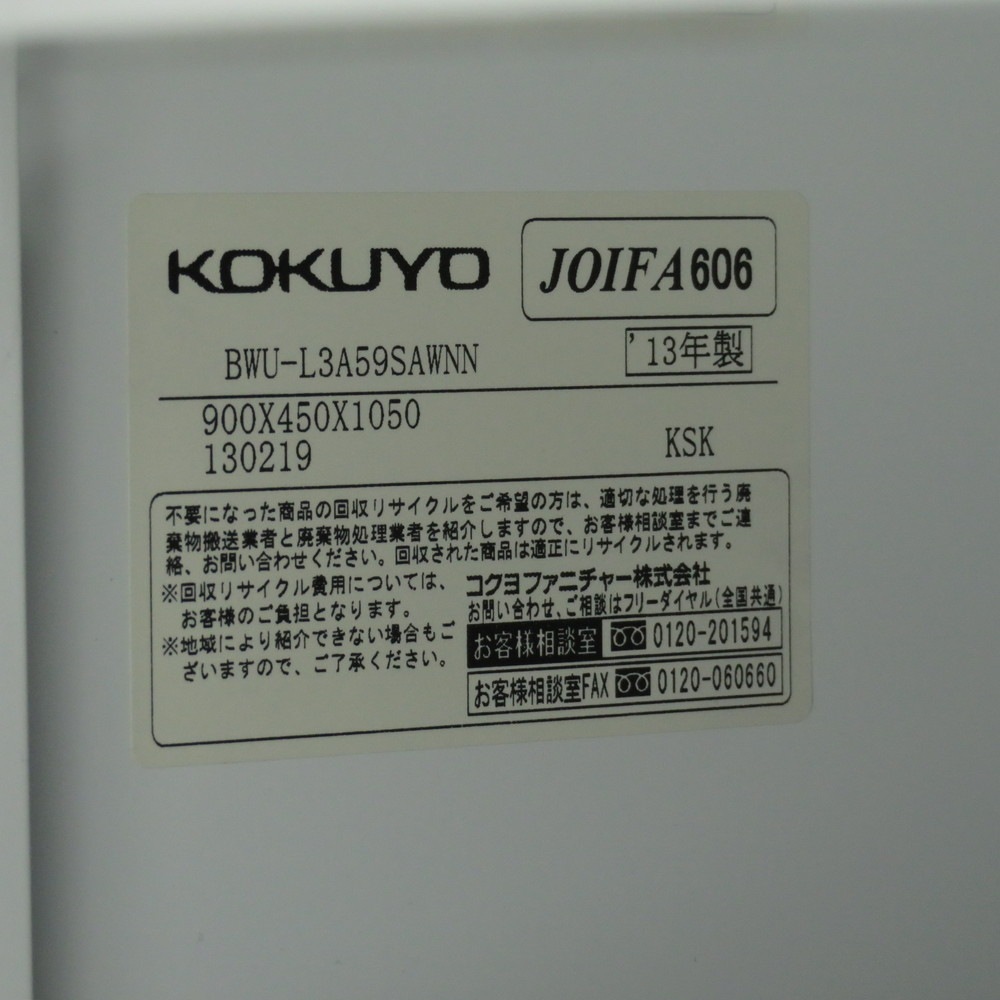 KOKUYO
JOIFA606
BWU-L3A59SAWNN
'13年製
900X450X1050
130219
KSK
不要になった商品の回収リサイクルをご希望の方は、適切な処理を行う廃
棄物搬送業者と廃棄物処理業者を紹介しますので、お客様相談室までご連
絡、お問い合わせください。回収された商品は適正にリサイクルされます。
※回収リサイクル費用については、
お客様のご負担となります。
※地域により紹介できない場合もご
ざいますので、ご了承ください。
コクヨファニチャー株式会社
お問い合わせ、ご相談はフリーダイヤル(全国共通)
お客様相談室 0120-201594
お客様相談室FAX 0120-060660